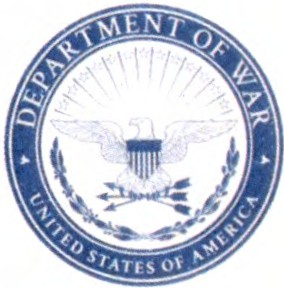 DEPARTMENT OF WAR
UNITED STATES OF AMERICA